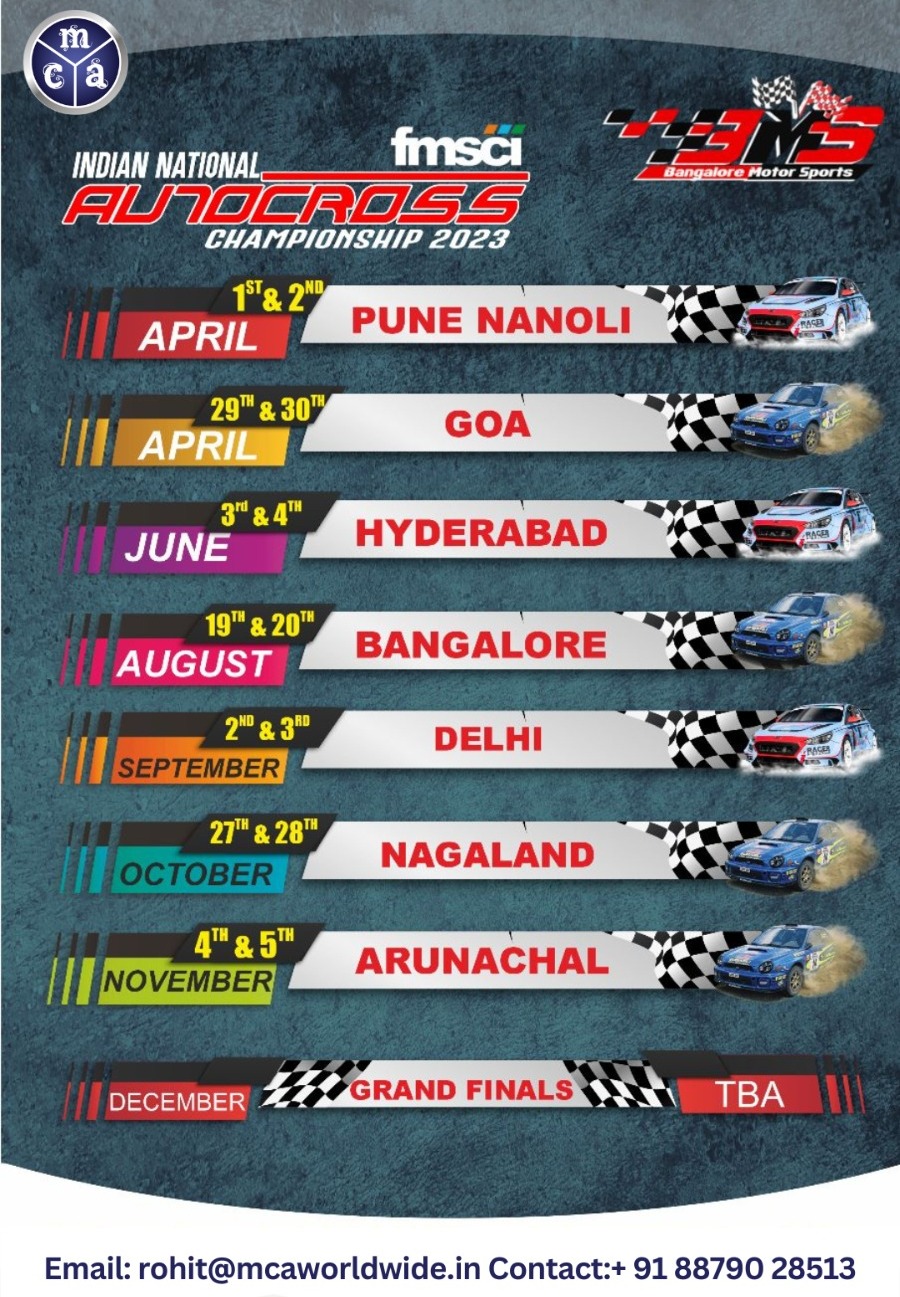 m
c a
fmsci
INDIAN NATIONAL
AUTOCROSS
CHAMPIONSHIP 2023
BMS
Bangalore Motor Sports
1ST & 2ND
APRIL
PUNE NANOLI
29TH & 30TH
APRIL
GOA
3rd & 4TH
JUNE
HYDERABAD
19TH & 20TH
AUGUST
BANGALORE
2ND & 3RD
SEPTEMBER
DELHI
27TH & 28TH
OCTOBER
NAGALAND
4TH & 5TH
NOVEMBER
ARUNACHAL
DECEMBER
GRAND FINALS
TBA
Email: rohit@mcaworldwide.in Contact:+ 91 88790 28513